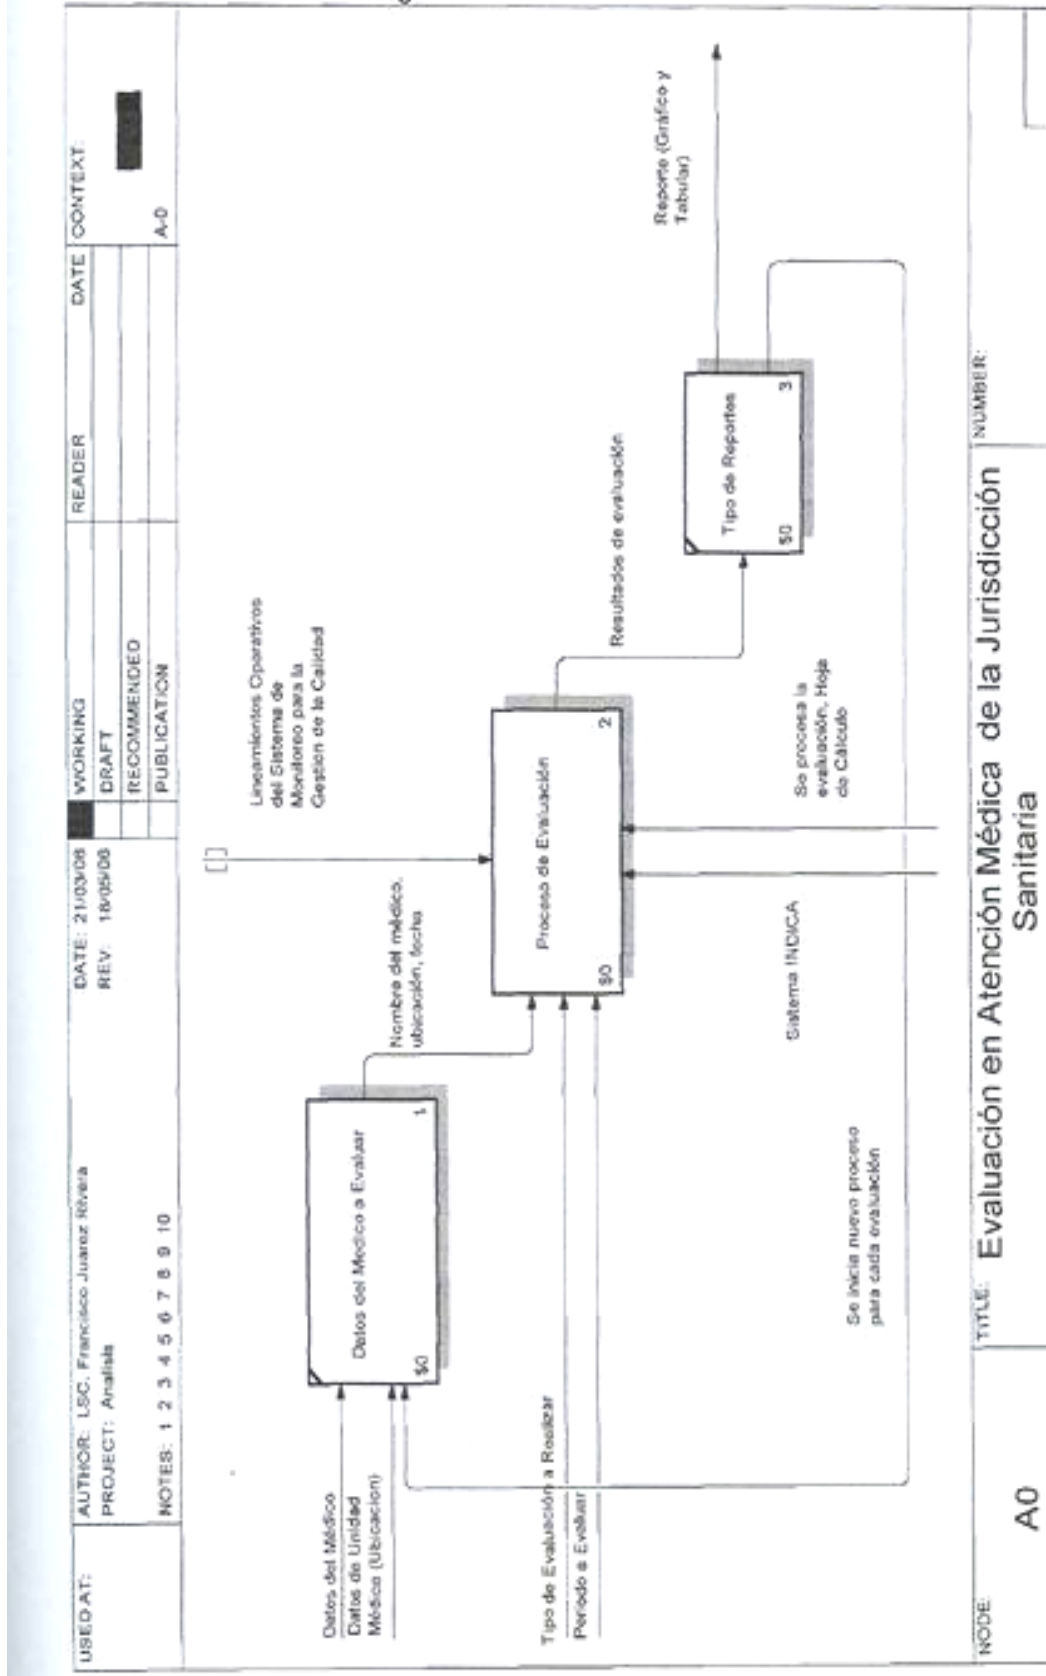 USED AT:
AUTHOR: LSC. Francisco Juarez Rivera
DATE: 21/03/06
WORKING
READER
DATE
CONTEXT:
PROJECT: Analisis
REV: 18/05/06
DRAFT
RECOMMENDED
NOTES: 1 2 3 4 5 6 7 8 9 10
PUBLICATION
A-0
Lineamientos Operativos
del Sistema de
Monitoreo para la
Gestion de la Calidad
Datos del Médico
Datos de Unidad
Médica (Ubicacion)
Datos del Medico a Evaluar
$0
1
Nombre del médico,
ubicación, fecha
Tipo de Evaluación a Realizar
Periodo a Evaluar
Proceso de Evaluación
$0
2
Resultados de evaluación
Reporte (Gráfico y
Tabular)
Tipo de Reportes
$0
3
Sistema INDICA
Se procesa la
evaluación, Hoja
de Cálculo
Se inicia nuevo proceso
para cada evaluación
NODE:
A0
TITLE:
Evaluación en Atención Médica de la Jurisdicción
Sanitaria
NUMBER: